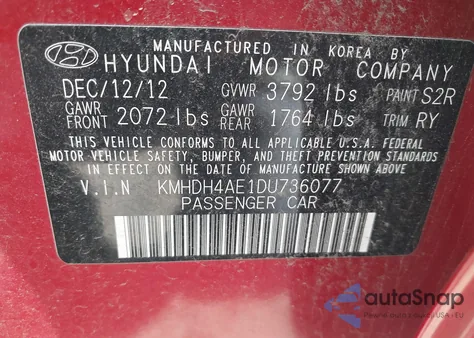 MANUFACTURED IN KOREA BY
HYUNDAI MOTOR COMPANY
DEC/12/12 GVWR 3792 lbs PAINT S2R
GAWR FRONT 2072 lbs GAWR REAR 1764 lbs TRIM RY
THIS VEHICLE CONFORMS TO ALL APPLICABLE U.S.A. FEDERAL
MOTOR VEHICLE SAFETY, BUMPER, AND THEFT PREVENTION STANDARDS
IN EFFECT ON THE DATE OF MANUFACTURE SHOWN ABOVE.
V.I.N KMHDH4AE1DU736077
PASSENGER CAR
autoSnap